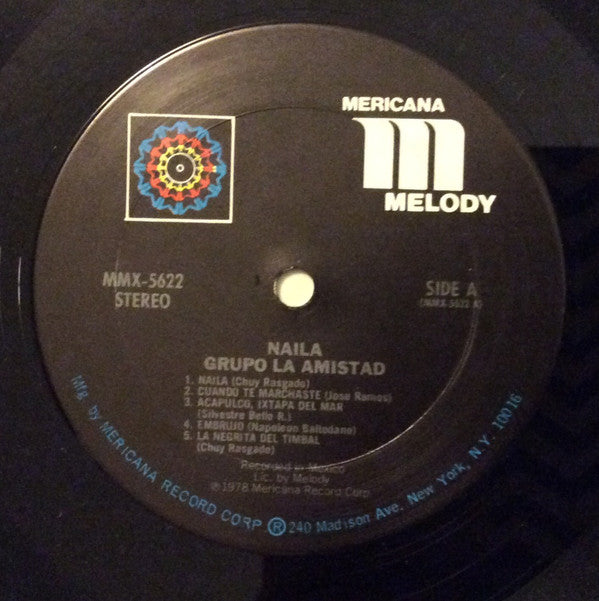 MERICANA
m
MELODY
MMX-5622
STEREO
SIDE A
(MMX 5622 A)
NAILA
GRUPO LA AMISTAD
1. NAILA (Chuy Rasgado)
2. CUANDO TE MARCHASTE (Jose Ramos)
3. ACAPULCO, IXTAPA DEL MAR
(Silvestre Bello R.)
4. EMBRUJO (Napoleon Baltodano)
5. LA NEGRITA DEL TIMBAL
(Chuy Rasgado)
Recorded in Mexico
Lic. by Melody
℗1978 Mericana Record Corp
Mfg. by MERICANA RECORD CORP ® 240 Madison Ave. New York, N.Y. 10016